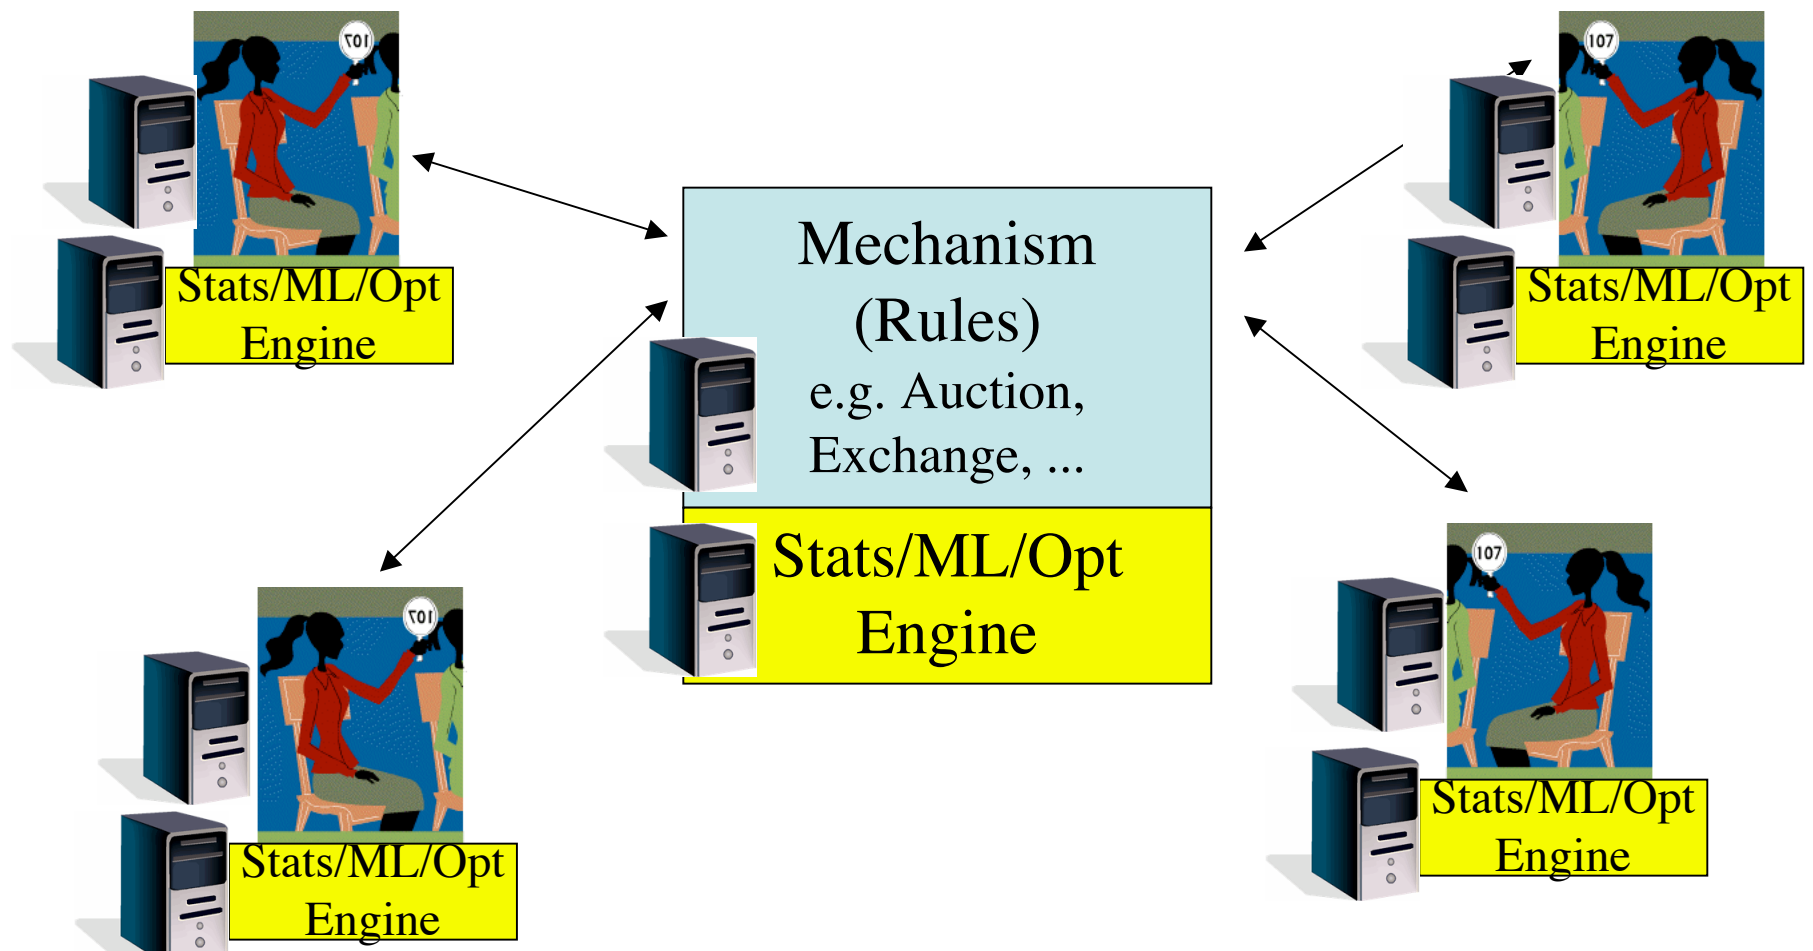 107
107
Stats/ML/Opt
Engine
Mechanism
(Rules)
e.g. Auction,
Exchange, ...
Stats/ML/Opt
Engine
Stats/ML/Opt
Engine
107
Stats/ML/Opt
Engine
107
Stats/ML/Opt
Engine